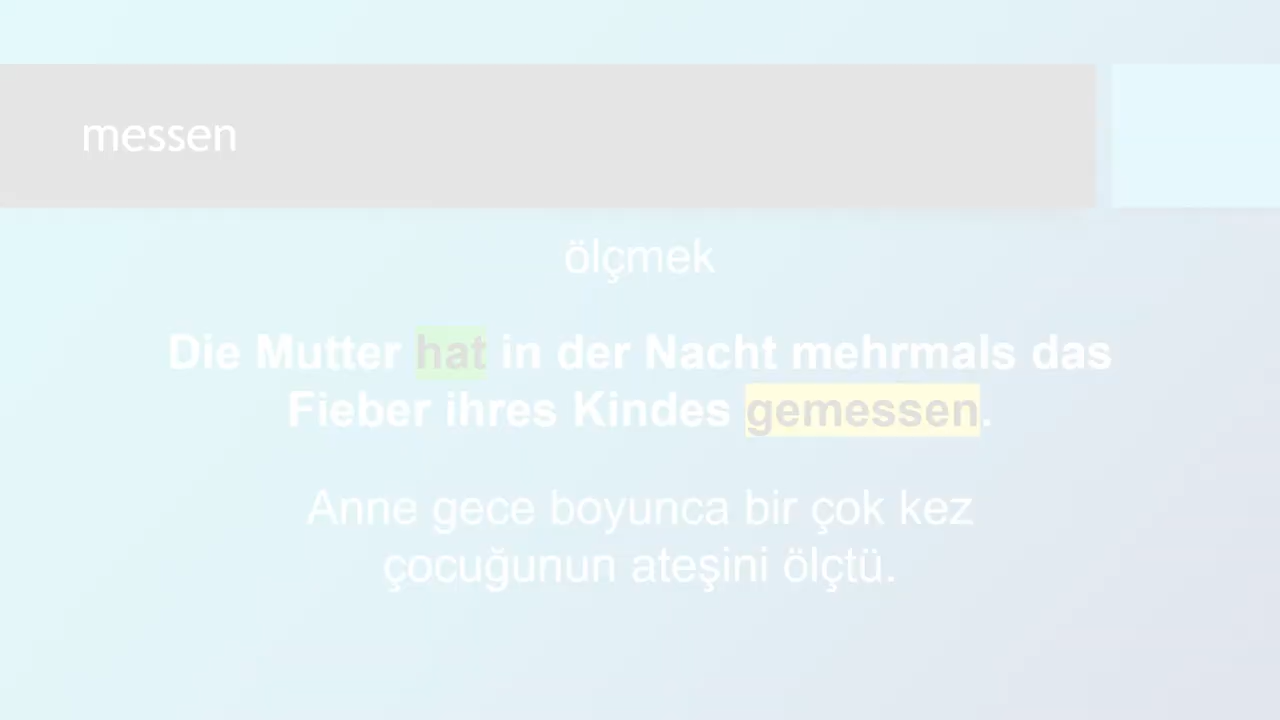 messen
ölçmek
Die Mutter hat in der Nacht mehrmals das
Fieber ihres Kindes gemessen.
Anne gece boyunca bir çok kez
çocuğunun ateşini ölçtü.